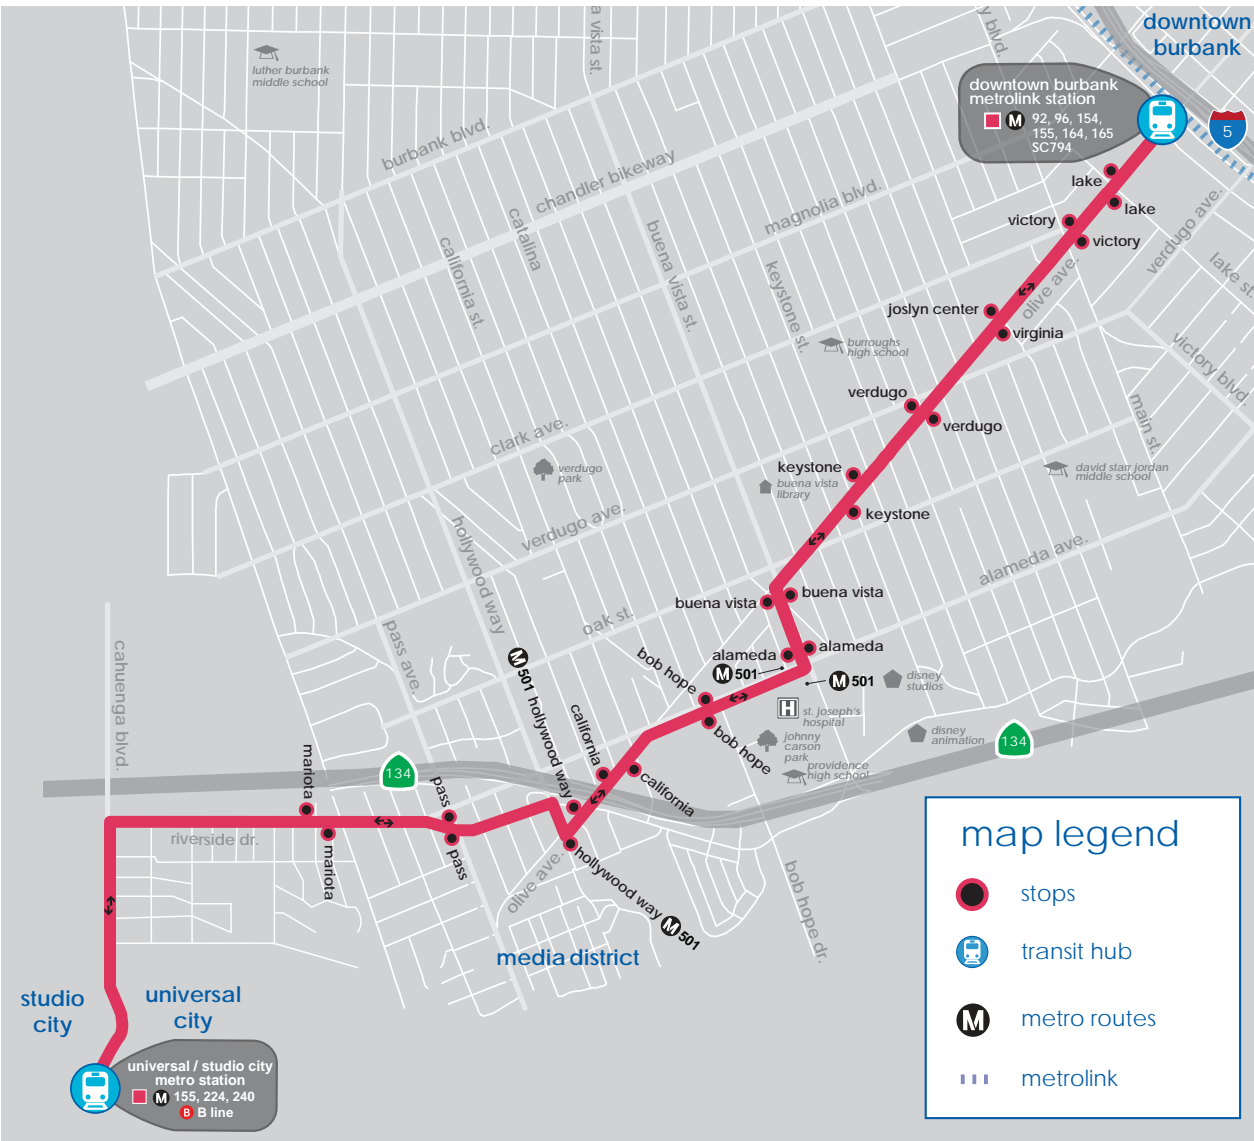 downtown
burbank
a vista st.
y blvd.
luther burbank
middle school
downtown burbank
metrolink station
M 92, 96, 154,
155, 164, 165
SC794
5
burbank blvd.
chandler bikeway
magnolia blvd.
lake
lake
victory
victory
verdugo ave.
lake st.
catalina
california st.
buena vista st.
keystone st.
olive ave.
joslyn center
virginia
burroughs
high school
victory blvd.
verdugo
verdugo
main st.
clark ave.
verdugo
park
keystone
buena vista
library
keystone
david starr jordan
middle school
verdugo ave.
hollywood way
alameda ave.
buena vista
buena vista
oak st.
pass ave.
cahuenga blvd.
alameda
alameda
M 501
M 501
bob hope
bob hope
disney
studios
H
st. joseph's
hospital
M 501
hollywood way
california
california
johnny
carson
park
disney
animation
134
providence
high school
134
mariota
mariota
pass
pass
riverside dr.
olive ave.
hollywood way M 501
bob hope dr.
media district
studio
city
universal
city
universal / studio city
metro station
M 155, 224, 240
B B line
map legend
stops
transit hub
M metro routes
metrolink